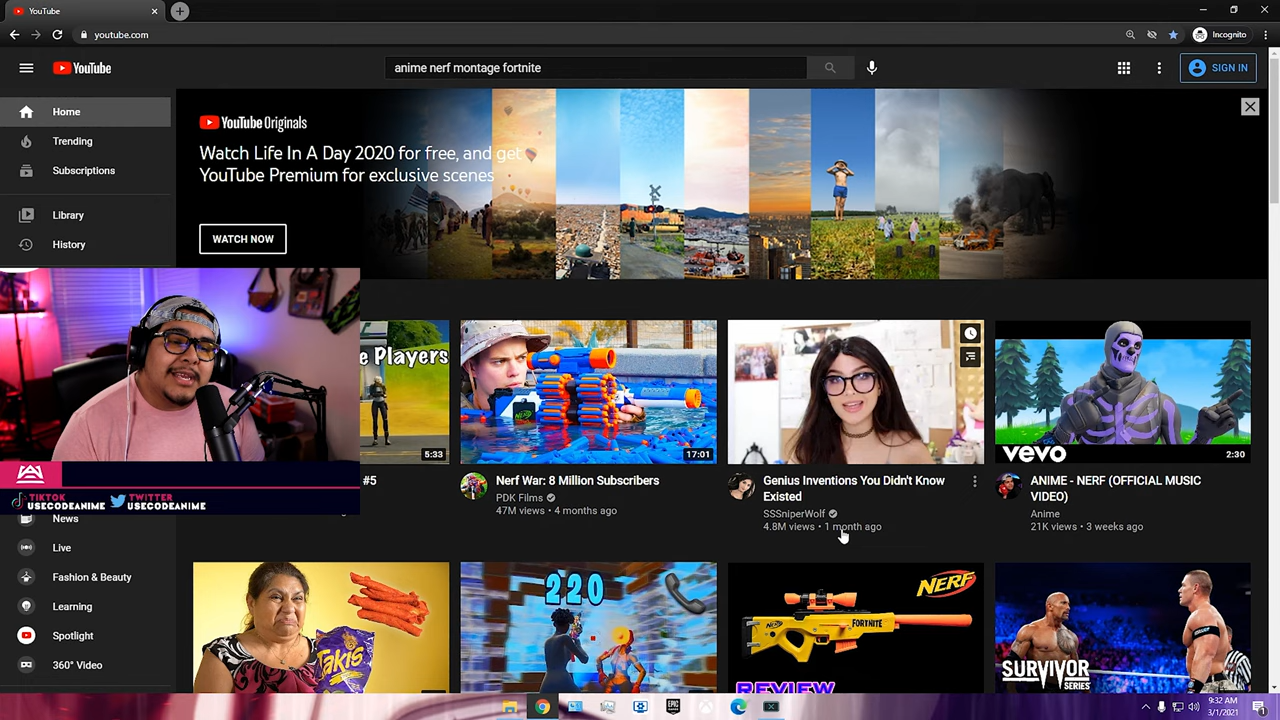 YouTube
youtube.com
Incognito
YouTube
anime nerf montage fortnite
SIGN IN
Home
Trending
Subscriptions
Library
History
YouTube Originals
Watch Life In A Day 2020 for free, and get
YouTube Premium for exclusive scenes
WATCH NOW
e Players
5:33
NERF
17:01
vevo
2:30
#5
Nerf War: 8 Million Subscribers
PDK Films
47M views • 4 months ago
Genius Inventions You Didn't Know
Existed
SSSniperWolf
4.8M views • 1 month ago
ANIME - NERF (OFFICIAL MUSIC
VIDEO)
Anime
21K views • 3 weeks ago
TIKTOK
USECODEANIME
TWITTER
USECODEANIME
News
Live
Fashion & Beauty
Learning
Spotlight
360° Video
Takis
220
NERF
FORTNITE
REVIEW
SURVIVOR
SERIES
EPIC
GAMES
9:32 AM
3/1/2021
1